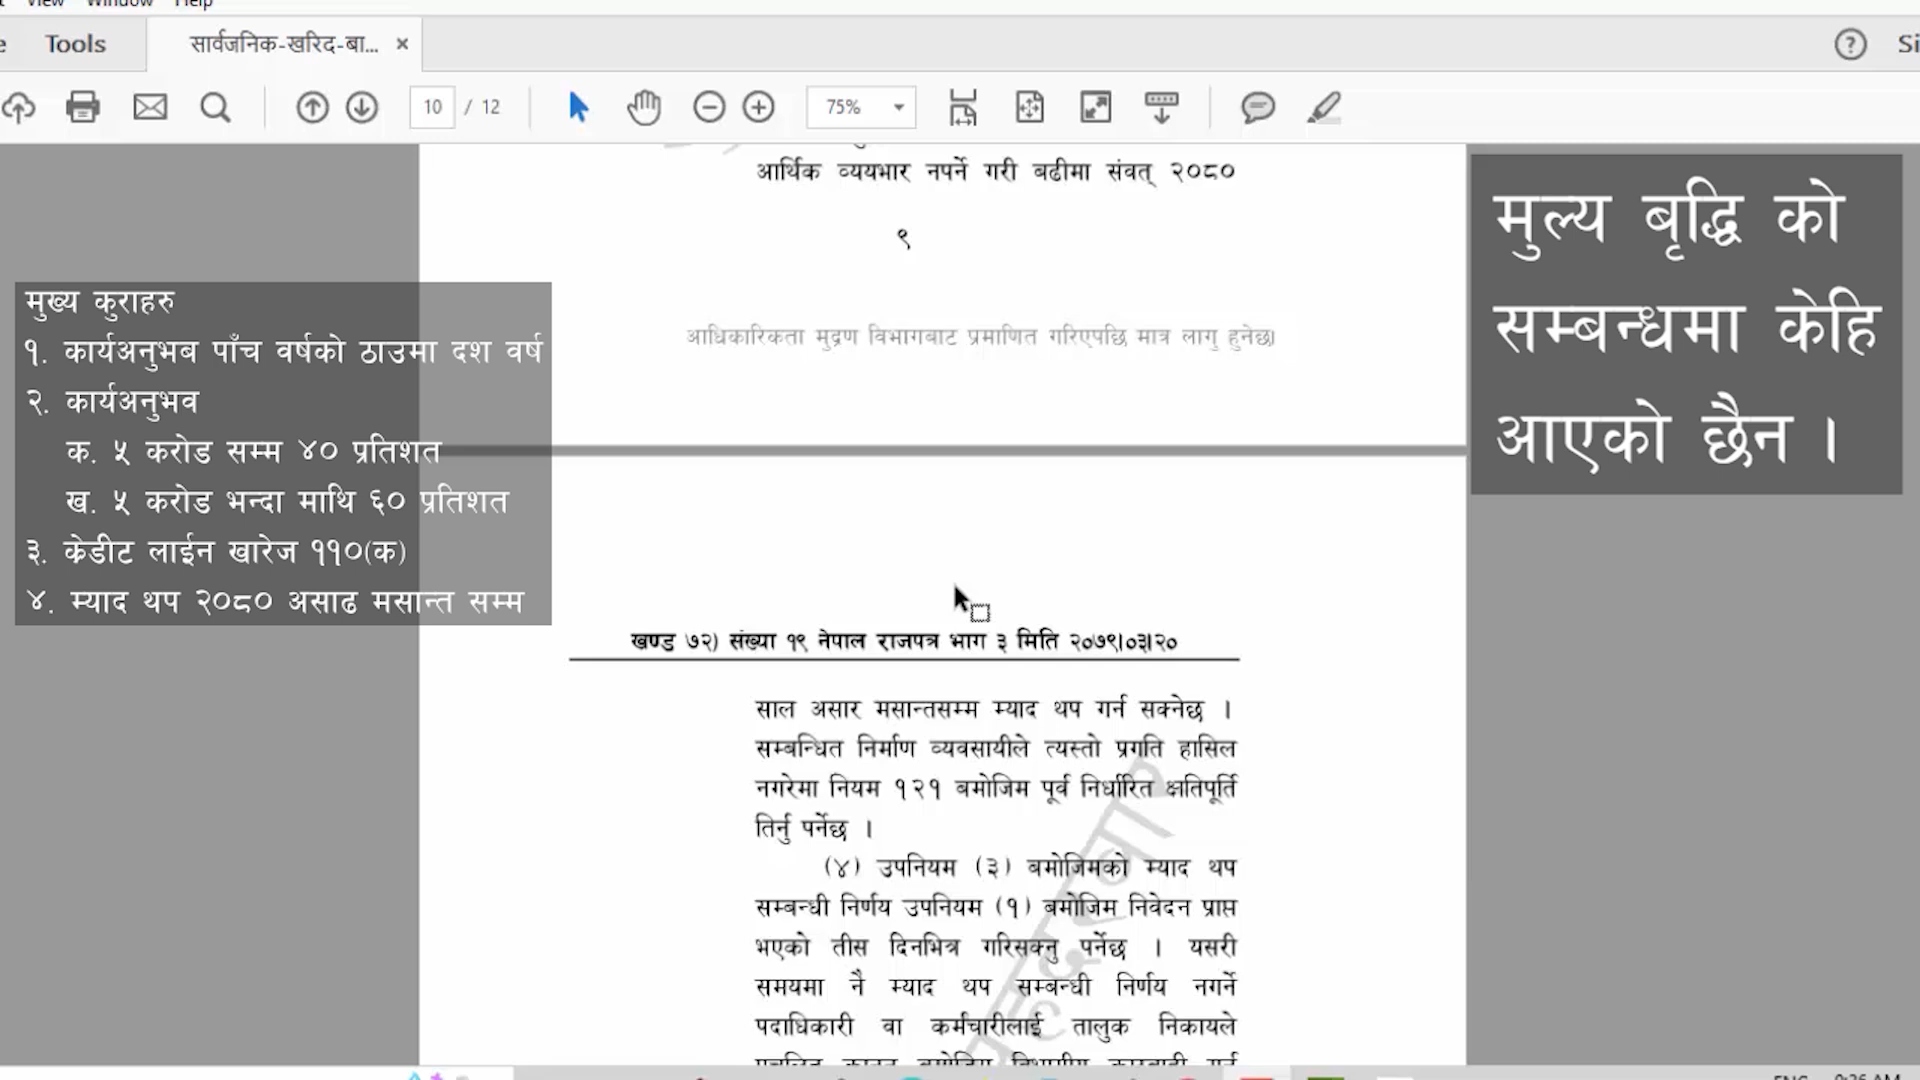 View Window Help
Tools
सार्वजनिक-खरिद-बा...
Si
10 / 12
75%
आर्थिक व्ययभार नपर्ने गरी बढीमा संवत् २०८०
९
आधिकारिकता मुद्रण विभागबाट प्रमाणित गरिएपछि मात्र लागु हुनेछ।
मुख्य कुराहरु
१. कार्यअनुभब पाँच वर्षको ठाउमा दश वर्ष
२. कार्यअनुभव
क. ५ करोड सम्म ४० प्रतिशत
ख. ५ करोड भन्दा माथि ६० प्रतिशत
३. क्रेडीट लाईन खारेज ११०(क)
४. म्याद थप २०८० असाढ मसान्त सम्म
मुल्य बृद्धि को
सम्बन्धमा केहि
आएको छैन ।
खण्ड ७२) संख्या १९ नेपाल राजपत्र भाग ३ मिति २०७९।०३।२०
साल असार मसान्तसम्म म्याद थप गर्न सक्नेछ ।
सम्बन्धित निर्माण व्यवसायीले त्यस्तो प्रगति हासिल
नगरेमा नियम १२१ बमोजिम पूर्व निर्धारित क्षतिपूर्ति
तिर्नु पर्नेछ ।
(४) उपनियम (३) बमोजिमको म्याद थप
सम्बन्धी निर्णय उपनियम (१) बमोजिम निवेदन प्राप्त
भएको तीस दिनभित्र गरिसक्नु पर्नेछ । यसरी
समयमा नै म्याद थप सम्बन्धी निर्णय नगर्ने
पदाधिकारी वा कर्मचारीलाई तालुक निकायले